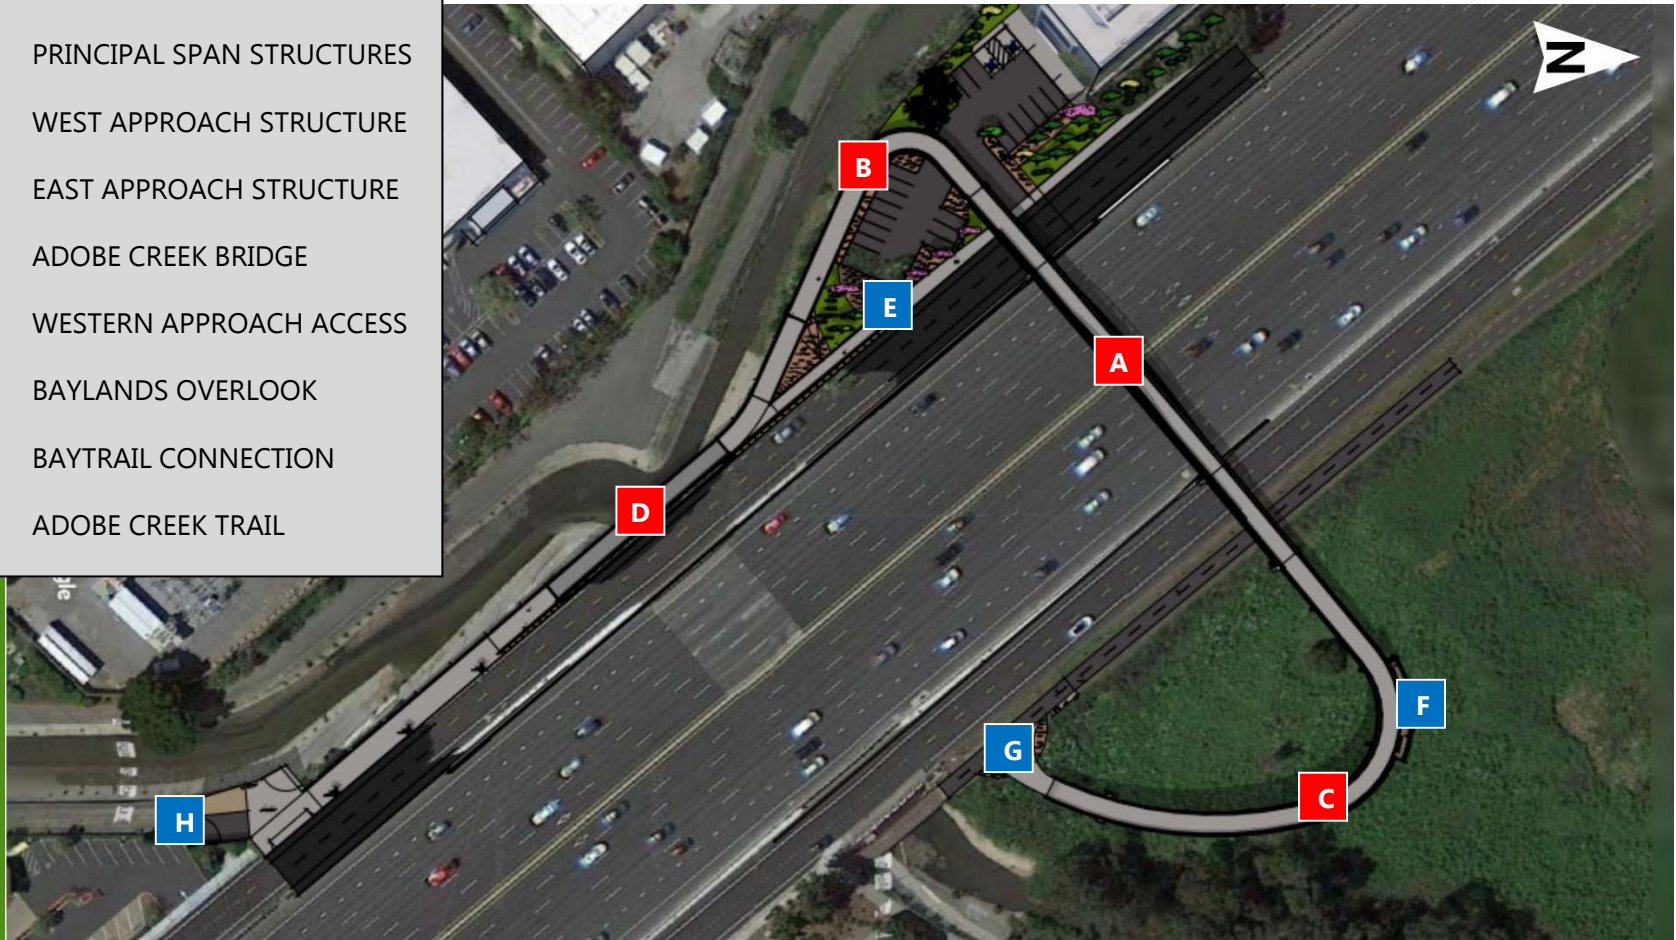 PRINCIPAL SPAN STRUCTURES
WEST APPROACH STRUCTURE
EAST APPROACH STRUCTURE
ADOBE CREEK BRIDGE
WESTERN APPROACH ACCESS
BAYLANDS OVERLOOK
BAYTRAIL CONNECTION
ADOBE CREEK TRAIL
N
B
E
A
D
F
G
C
H
gle